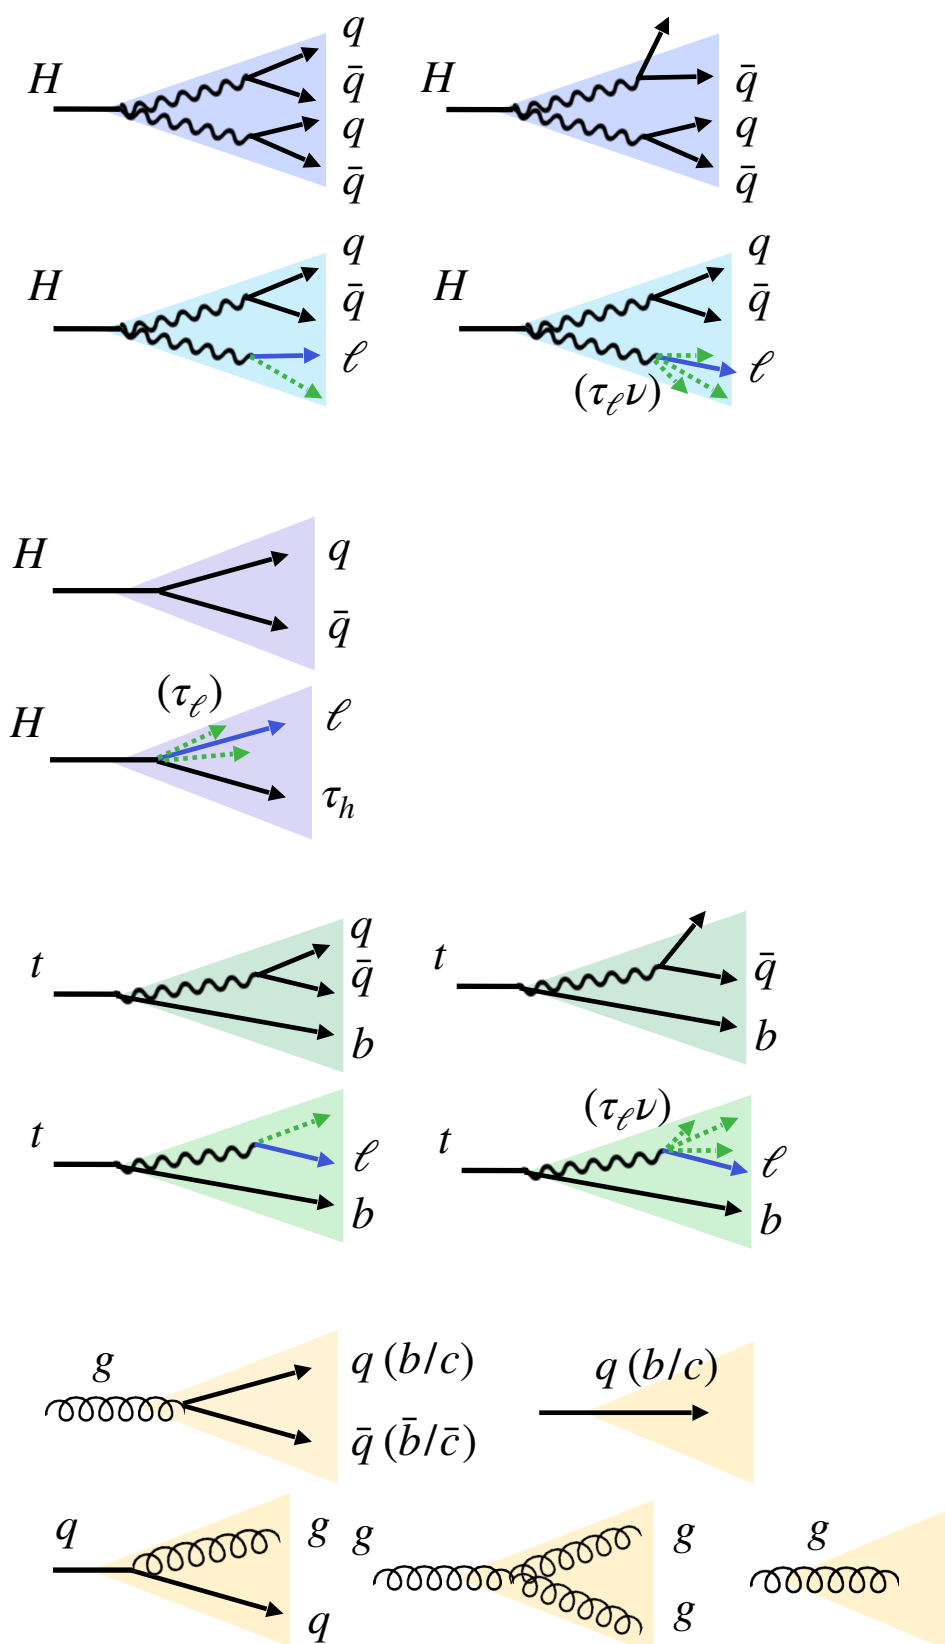 H
q
q̄
q
q̄
H
q̄
q
q̄
H
q
q̄
ℓ
H
q
q̄
ℓ
(τ_ℓν)
H
q
q̄
H
(τ_ℓ)
ℓ
τ_h
t
q
q̄
b
t
q̄
b
t
ℓ
b
t
(τ_ℓν)
ℓ
b
g
q (b/c)
q̄ (b̄/c̄)
q (b/c)
q
g
q
g
g
g
g